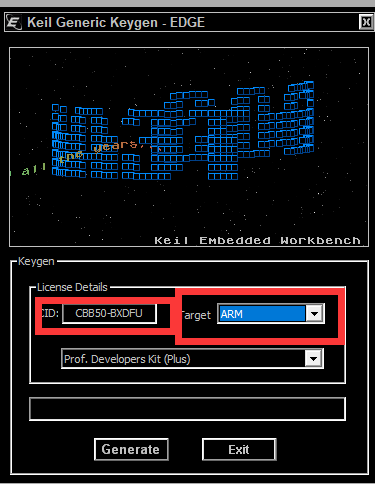 Keil Generic Keygen - EDGE
n all the years,..
Keil Embedded Workbench
Keygen
License Details
CID: CBB50-BXDFU Target ARM
Prof. Developers Kit (Plus)
Generate Exit